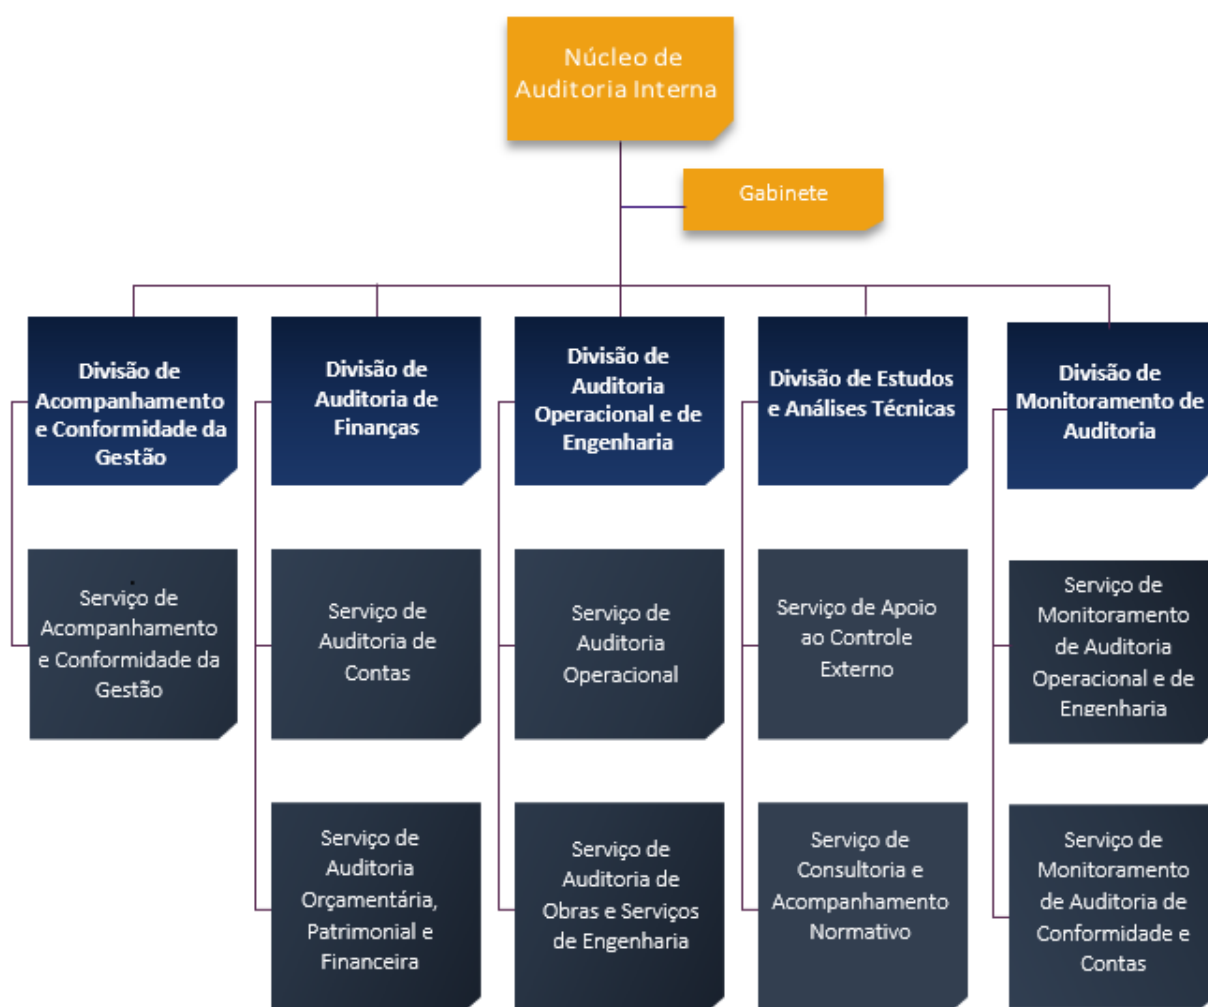 Núcleo de
Auditoria Interna
Gabinete
Divisão de
Acompanhamento
e Conformidade da
Gestão
Divisão de
Auditoria de
Finanças
Divisão de
Auditoria
Operacional e de
Engenharia
Divisão de Estudos
e Análises Técnicas
Divisão de
Monitoramento de
Auditoria
Serviço de
Acompanhamento
e Conformidade da
Gestão
Serviço de
Auditoria de
Contas
Serviço de
Auditoria
Operacional
Serviço de Apoio
ao Controle
Externo
Serviço de
Monitoramento
de Auditoria
Operacional e de
Engenharia
Serviço de
Auditoria
Orçamentária,
Patrimonial e
Financeira
Serviço de
Auditoria de
Obras e Serviços
de Engenharia
Serviço de
Consultoria e
Acompanhamento
Normativo
Serviço de
Monitoramento
de Auditoria de
Conformidade e
Contas